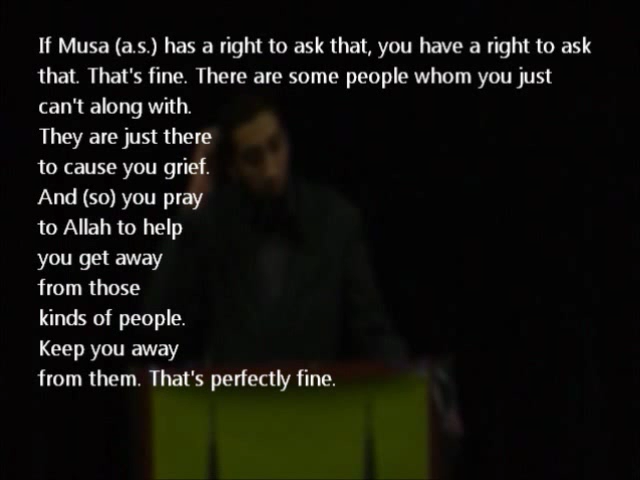 If Musa (a.s.) has a right to ask that, you have a right to ask
that. That's fine. There are some people whom you just
can't along with.
They are just there
to cause you grief.
And (so) you pray
to Allah to help
you get away
from those
kinds of people.
Keep you away
from them. That's perfectly fine.